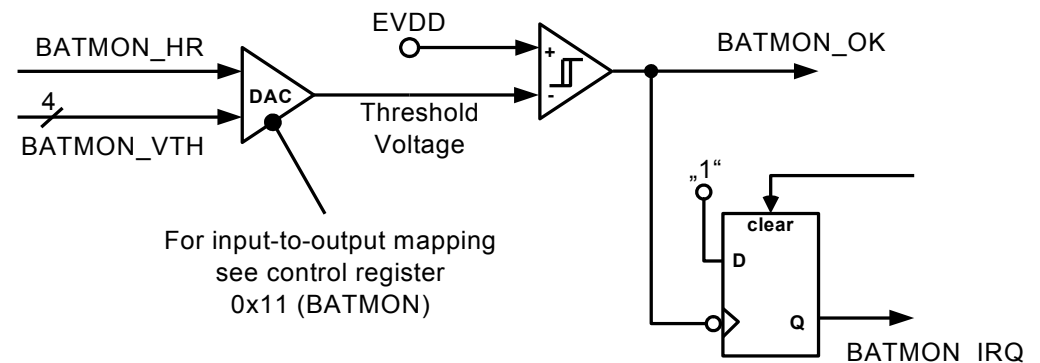 EVDD
BATMON_HR
BATMON_OK
+
DAC
-
4
Threshold
Voltage
BATMON_VTH
„1“
clear
For input-to-output mapping
see control register
0x11 (BATMON)
D
Q
BATMON_IRQ